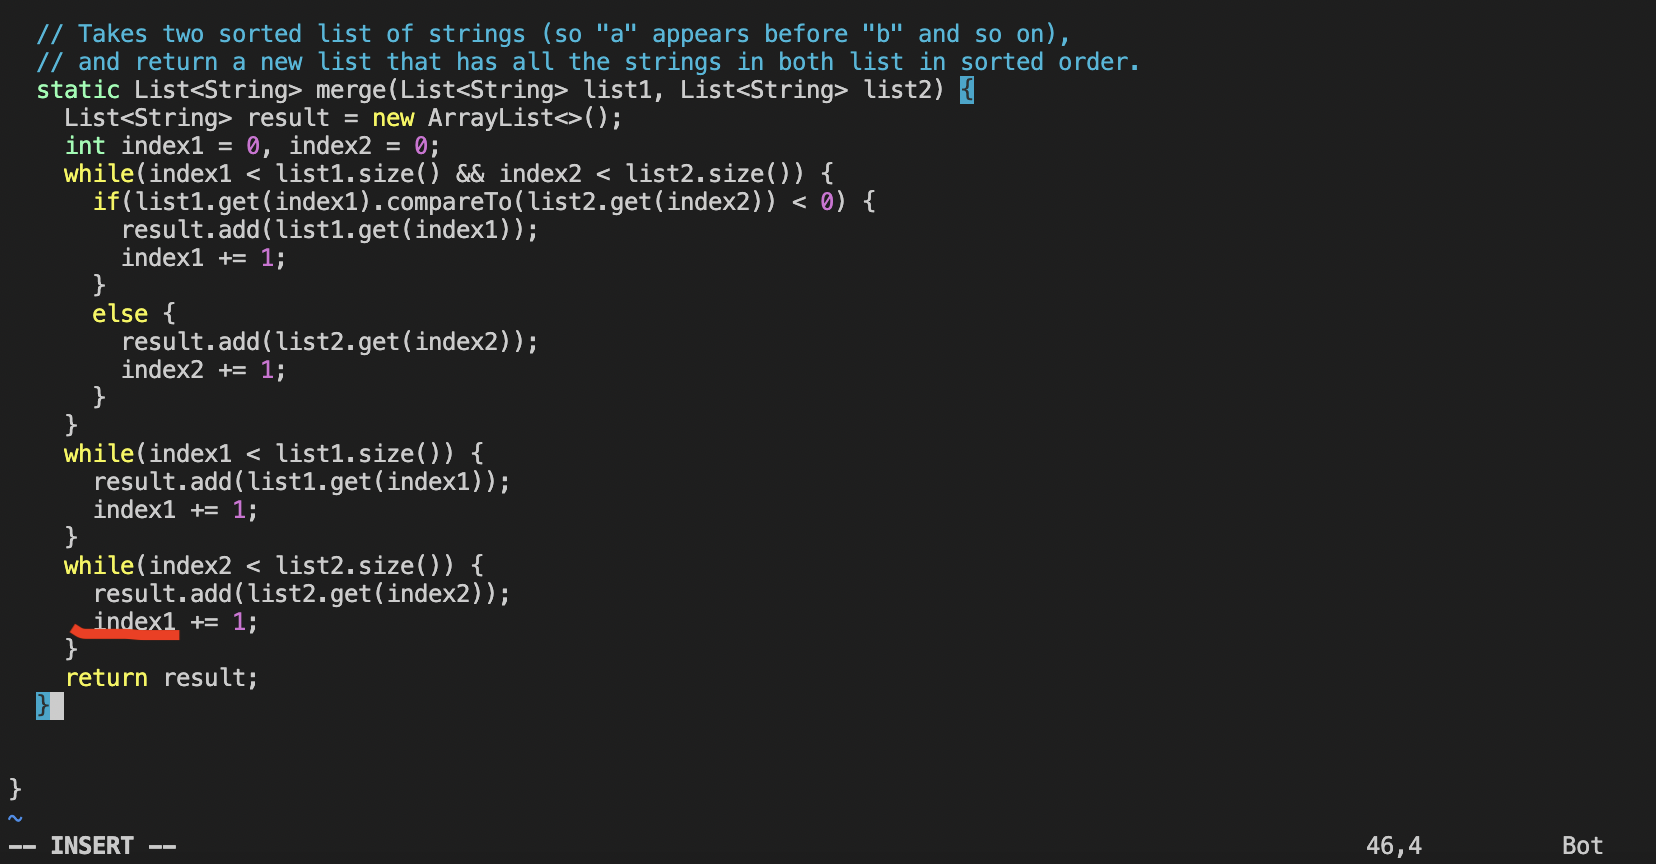 // Takes two sorted list of strings (so "a" appears before "b" and so on),
// and return a new list that has all the strings in both list in sorted order.
static List<String> merge(List<String> list1, List<String> list2) {
List<String> result = new ArrayList<>();
int index1 = 0, index2 = 0;
while(index1 < list1.size() && index2 < list2.size()) {
if(list1.get(index1).compareTo(list2.get(index2)) < 0) {
result.add(list1.get(index1));
index1 += 1;
}
else {
result.add(list2.get(index2));
index2 += 1;
}
}
while(index1 < list1.size()) {
result.add(list1.get(index1));
index1 += 1;
}
while(index2 < list2.size()) {
result.add(list2.get(index2));
index1 += 1;
}
return result;
}
}
~
-- INSERT -- 46,4 Bot